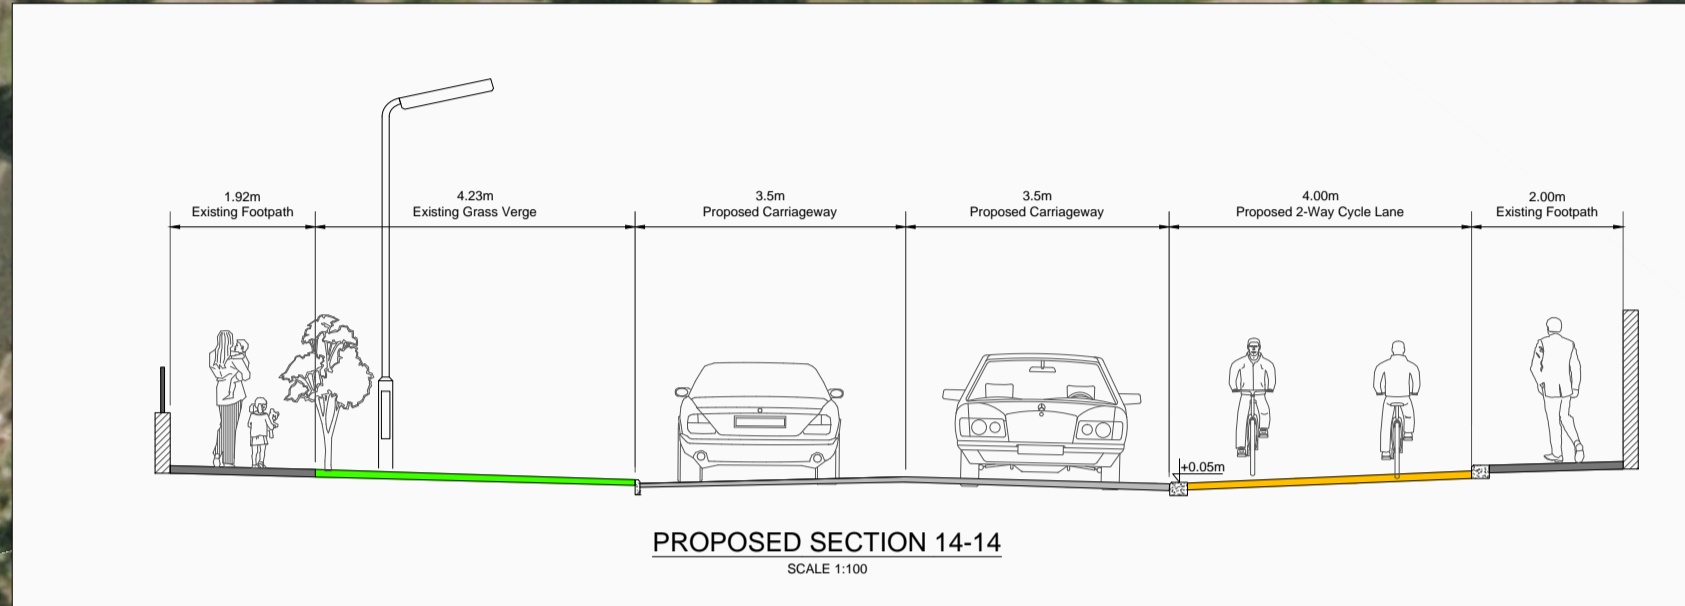 1.92m
Existing Footpath
4.23m
Existing Grass Verge
3.5m
Proposed Carriageway
3.5m
Proposed Carriageway
4.00m
Proposed 2-Way Cycle Lane
2.00m
Existing Footpath
+0.05m
PROPOSED SECTION 14-14
SCALE 1:100